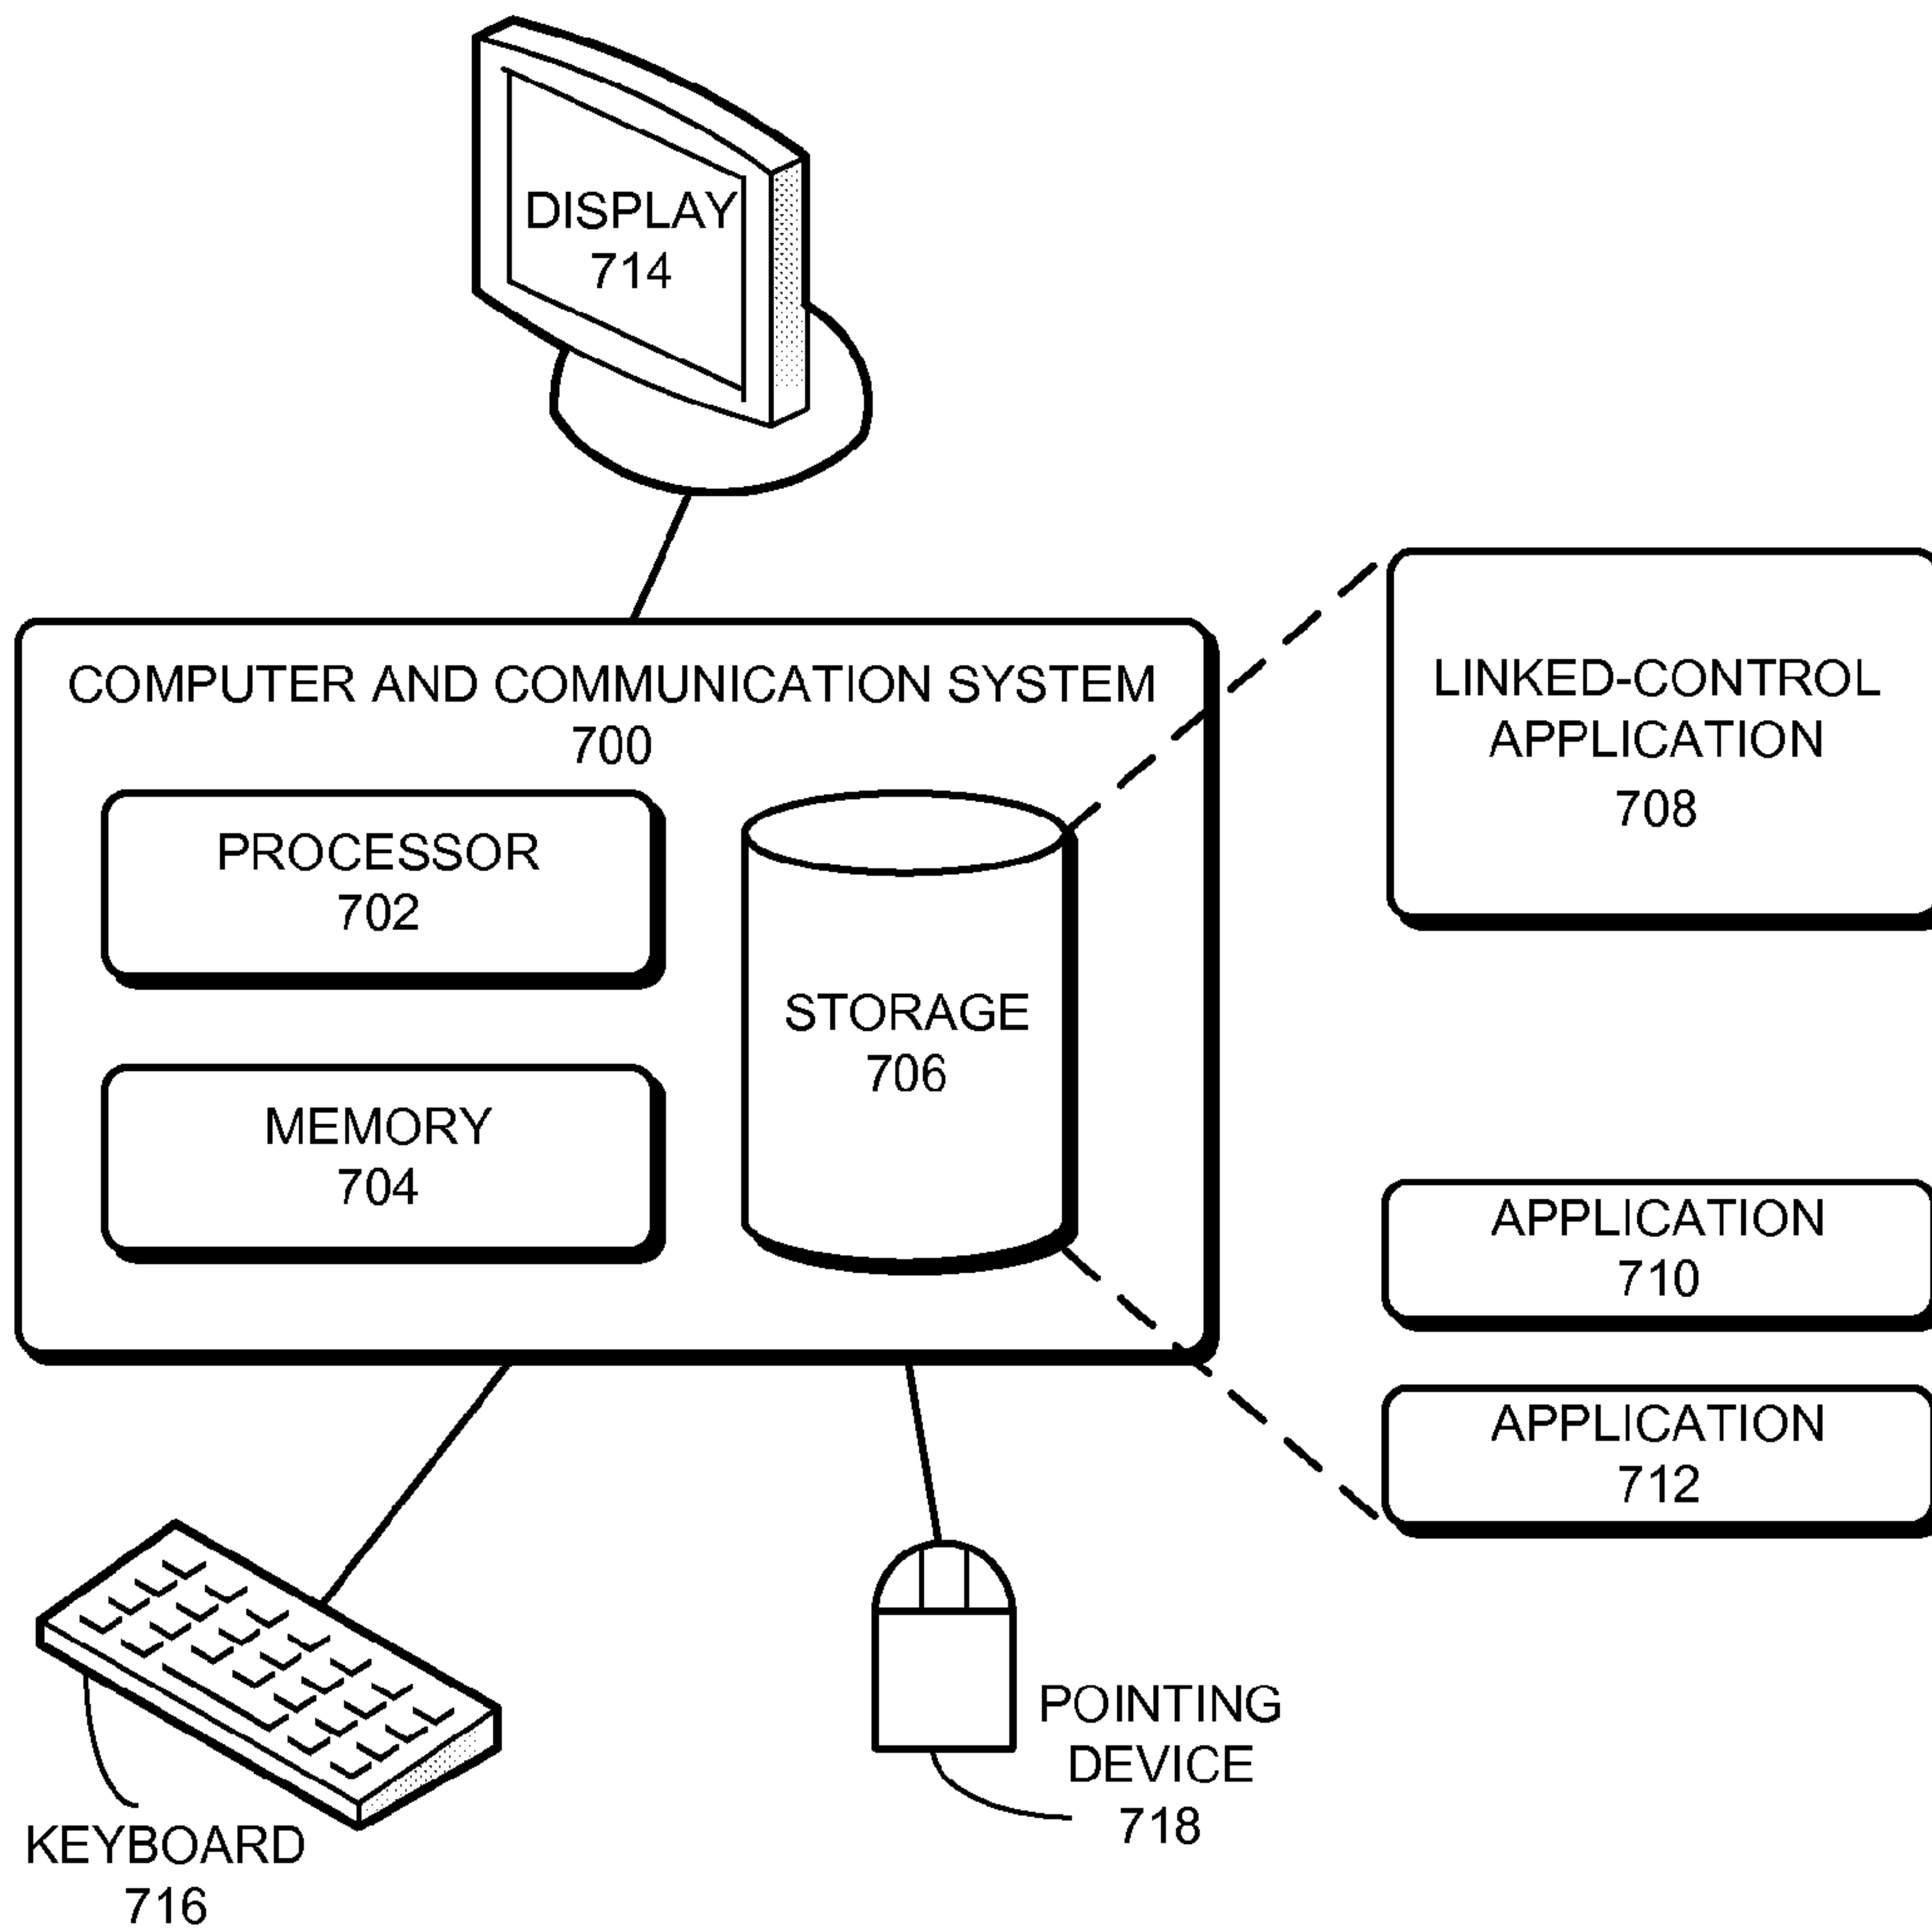 DISPLAY
714
COMPUTER AND COMMUNICATION SYSTEM
700
PROCESSOR
702
MEMORY
704
STORAGE
706
LINKED-CONTROL
APPLICATION
708
APPLICATION
710
APPLICATION
712
KEYBOARD
716
POINTING
DEVICE
718